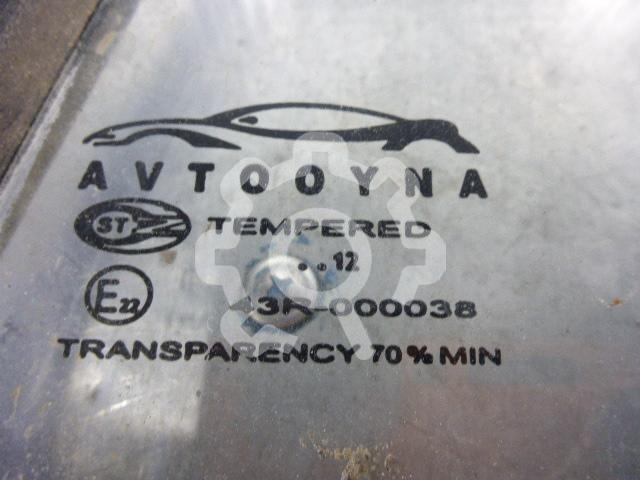 AVTOOYNA
ST TEMPERED
..12
E22 43R-000038
TRANSPARENCY 70% MIN